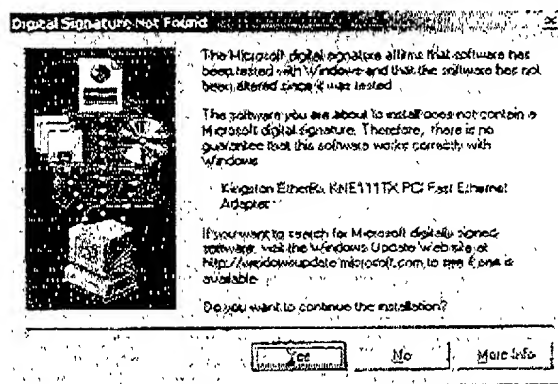 Digital Signature Not Found
The Microsoft digital signature affirms that software has
been tested with Windows and that the software has not
been altered since it was tested.
The software you are about to install does not contain a
Microsoft digital signature. Therefore, there is no
guarantee that this software works correctly with
Windows.
Kingston EtheRx KNE111TX PCI Fast Ethernet
Adapter
If you want to search for Microsoft digitally signed
software, visit the Windows Update Web site at
http://windowsupdate.microsoft.com to see if one is
available.
Do you want to continue the installation?
Yes
No
More Info